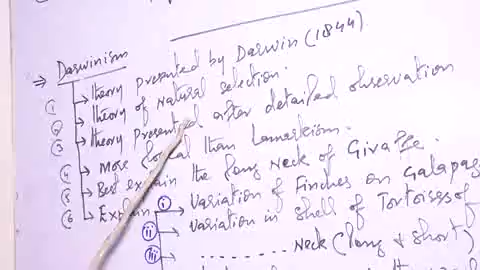 ⇒ Darwinism
① → theory presented by Darwin (1844).
② → theory of natural selection.
③ → theory presented after detailed observation
④ → More logical than Lamarkism.
⑤ → Best explain the long Neck of Giraffe.
⑥ Explain (i) → Variation of Finches on Galapag
(ii) → Variation in shell of Tortoises of
(iii) → ......... Neck (long & short)